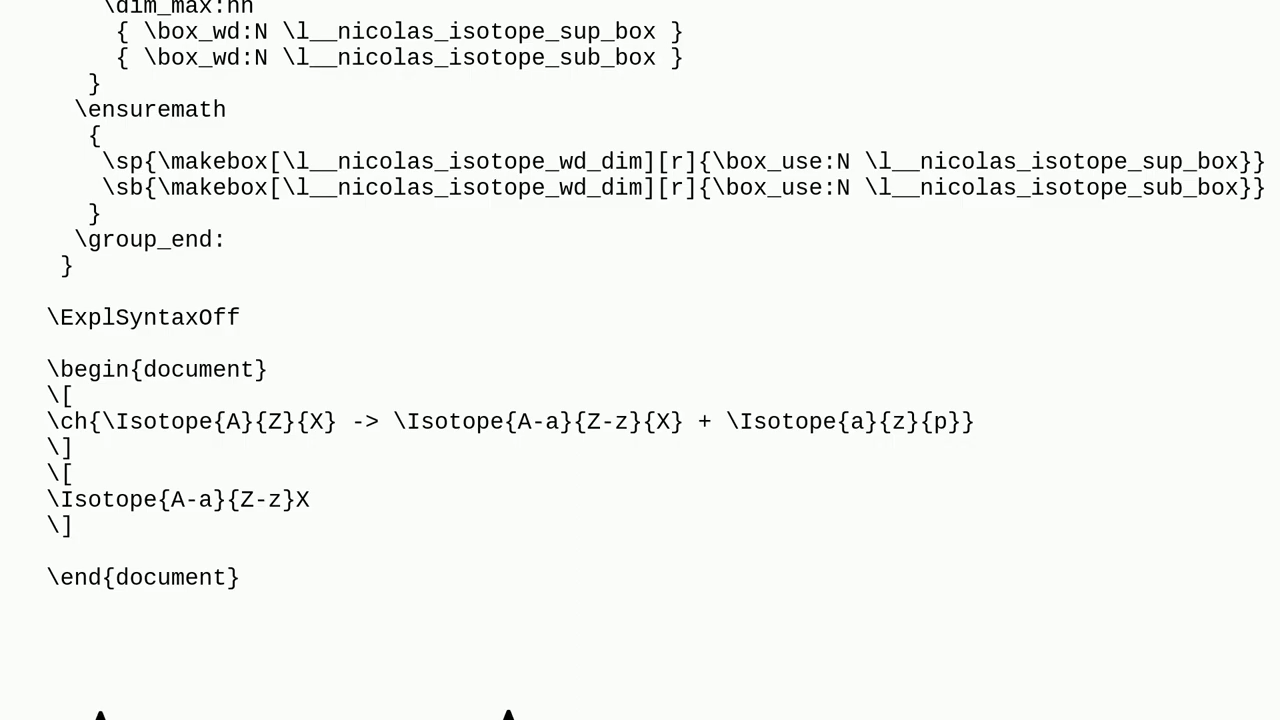 \dim_max:nn
{ \box_wd:N \l__nicolas_isotope_sup_box }
{ \box_wd:N \l__nicolas_isotope_sub_box }
}
\ensuremath
{
\sp{\makebox[\l__nicolas_isotope_wd_dim][r]{\box_use:N \l__nicolas_isotope_sup_box}}
\sb{\makebox[\l__nicolas_isotope_wd_dim][r]{\box_use:N \l__nicolas_isotope_sub_box}}
}
\group_end:
}
\ExplSyntaxOff
\begin{document}
\[
\ch{\Isotope{A}{Z}{X} -> \Isotope{A-a}{Z-z}{X} + \Isotope{a}{z}{p}}
\]
\[
\Isotope{A-a}{Z-z}X
\]
\end{document}